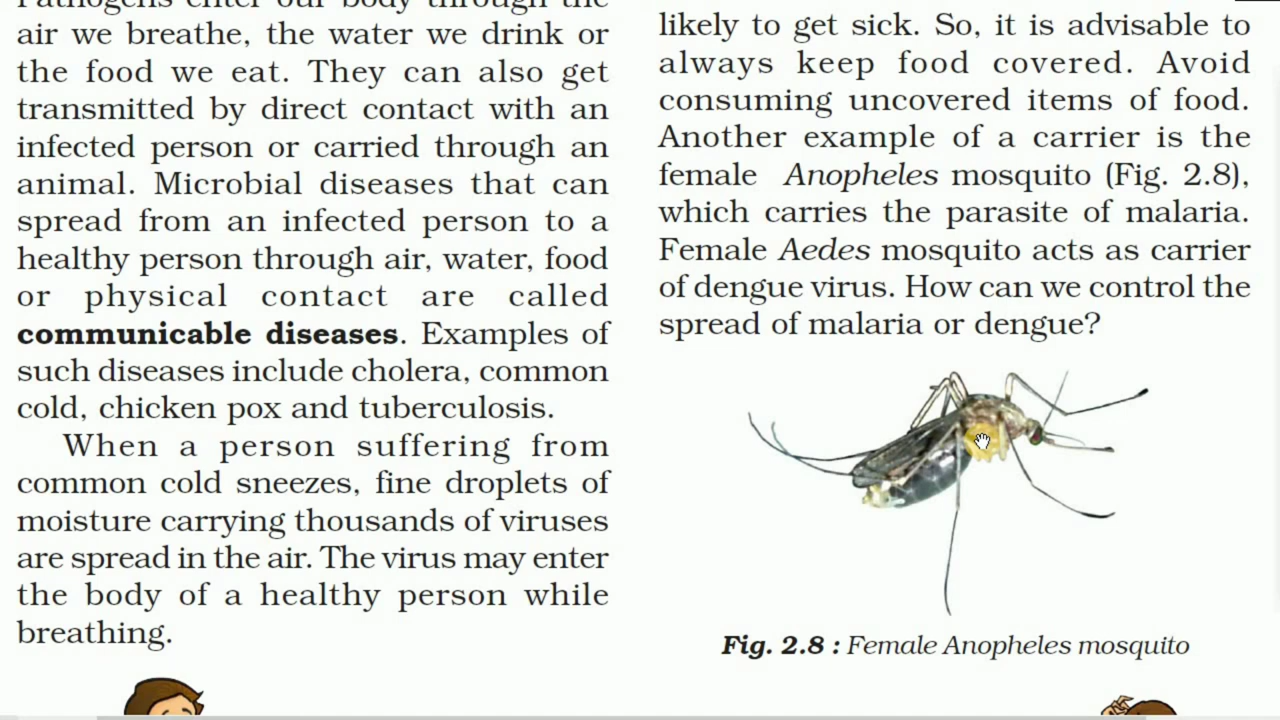 Pathogens enter our body through the
air we breathe, the water we drink or
the food we eat. They can also get
transmitted by direct contact with an
infected person or carried through an
animal. Microbial diseases that can
spread from an infected person to a
healthy person through air, water, food
or physical contact are called
communicable diseases. Examples of
such diseases include cholera, common
cold, chicken pox and tuberculosis.
When a person suffering from
common cold sneezes, fine droplets of
moisture carrying thousands of viruses
are spread in the air. The virus may enter
the body of a healthy person while
breathing.
likely to get sick. So, it is advisable to
always keep food covered. Avoid
consuming uncovered items of food.
Another example of a carrier is the
female Anopheles mosquito (Fig. 2.8),
which carries the parasite of malaria.
Female Aedes mosquito acts as carrier
of dengue virus. How can we control the
spread of malaria or dengue?
Fig. 2.8 : Female Anopheles mosquito